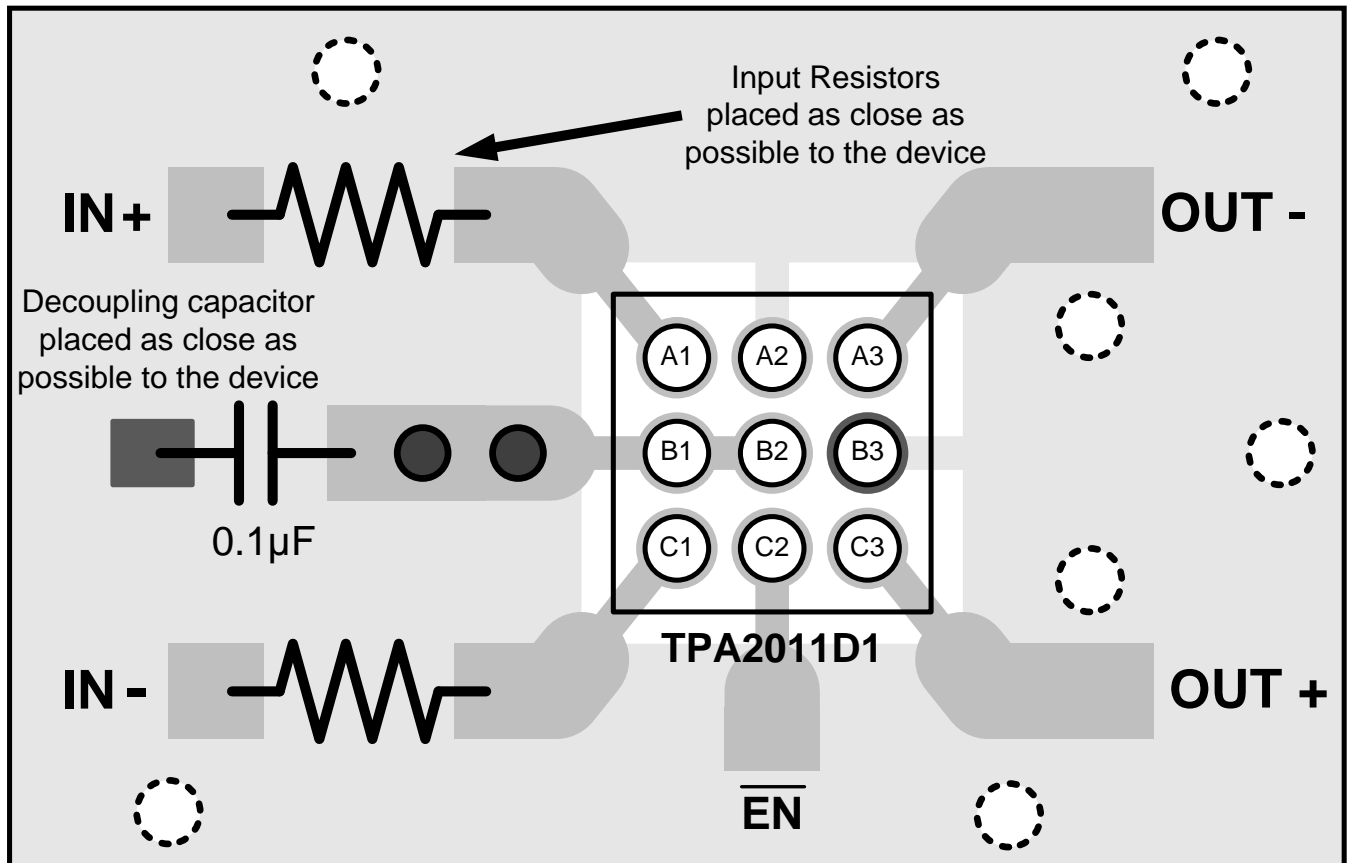 Input Resistors
placed as close as
possible to the device
IN+
OUT -
Decoupling capacitor
placed as close as
possible to the device
A1 A2 A3
B1 B2 B3
0.1µF
C1 C2 C3
TPA2011D1
IN -
OUT +
EN